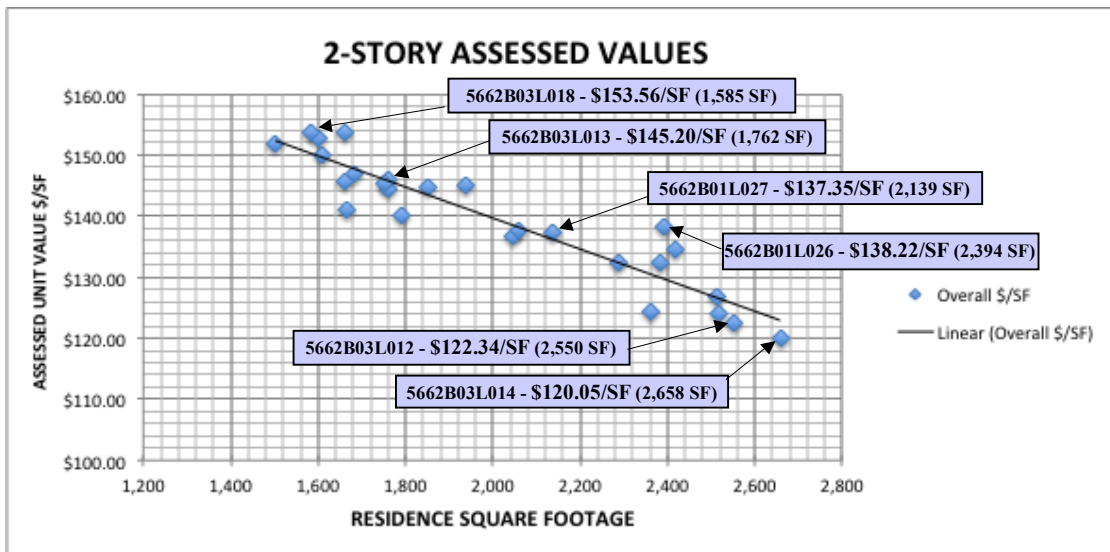 2-STORY ASSESSED VALUES
ASSESSED UNIT VALUE $/SF
$160.00
$150.00
$140.00
$130.00
$120.00
$110.00
$100.00
5662B03L018 - $153.56/SF (1,585 SF)
5662B03L013 - $145.20/SF (1,762 SF)
5662B01L027 - $137.35/SF (2,139 SF)
5662B01L026 - $138.22/SF (2,394 SF)
5662B03L012 - $122.34/SF (2,550 SF)
5662B03L014 - $120.05/SF (2,658 SF)
Overall $/SF
Linear (Overall $/SF)
1,200 1,400 1,600 1,800 2,000 2,200 2,400 2,600 2,800
RESIDENCE SQUARE FOOTAGE